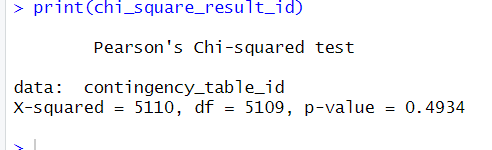 > print(chi_square_result_id)
Pearson's Chi-squared test
data:  contingency_table_id
X-squared = 5110, df = 5109, p-value = 0.4934
>